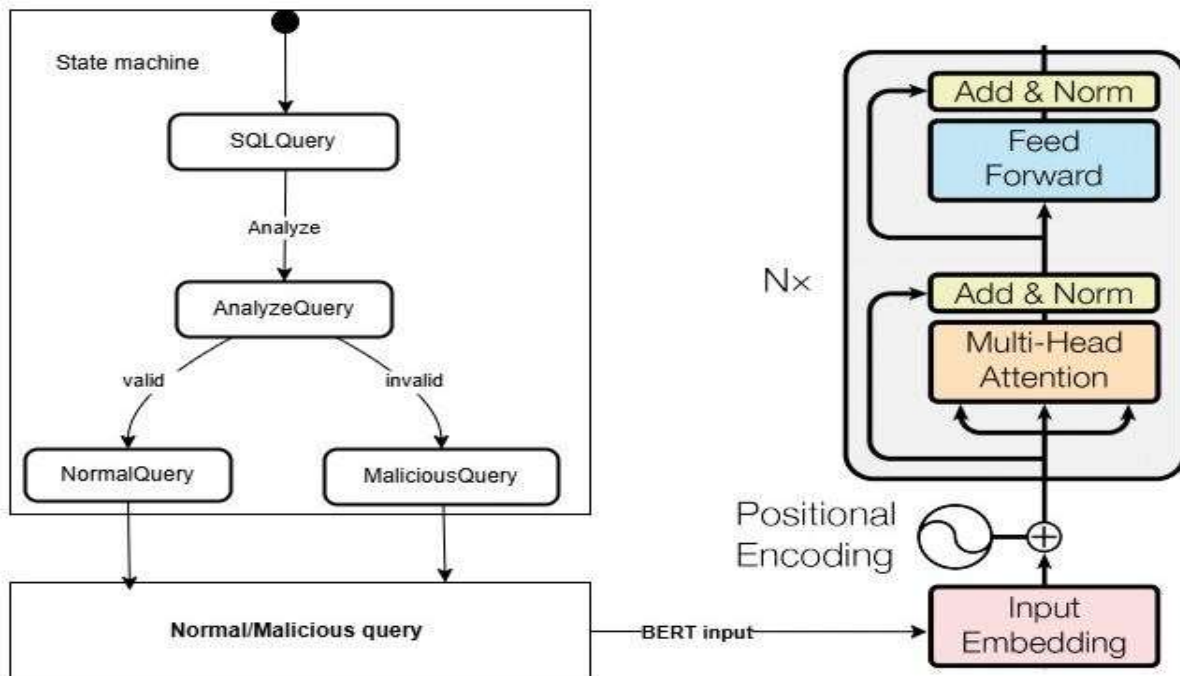 State machine
SQLQuery
Analyze
AnalyzeQuery
valid
invalid
NormalQuery
MaliciousQuery
Normal/Malicious query
BERT input
Add & Norm
Feed
Forward
Nx
Add & Norm
Multi-Head
Attention
Positional
Encoding
Input
Embedding